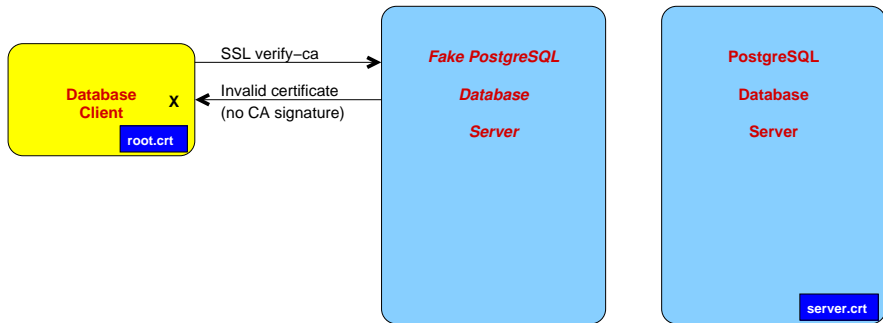 SSL verify−ca
Invalid certificate
(no CA signature)
Database
Client
X
root.crt
Fake PostgreSQL
Database
Server
PostgreSQL
Database
Server
server.crt